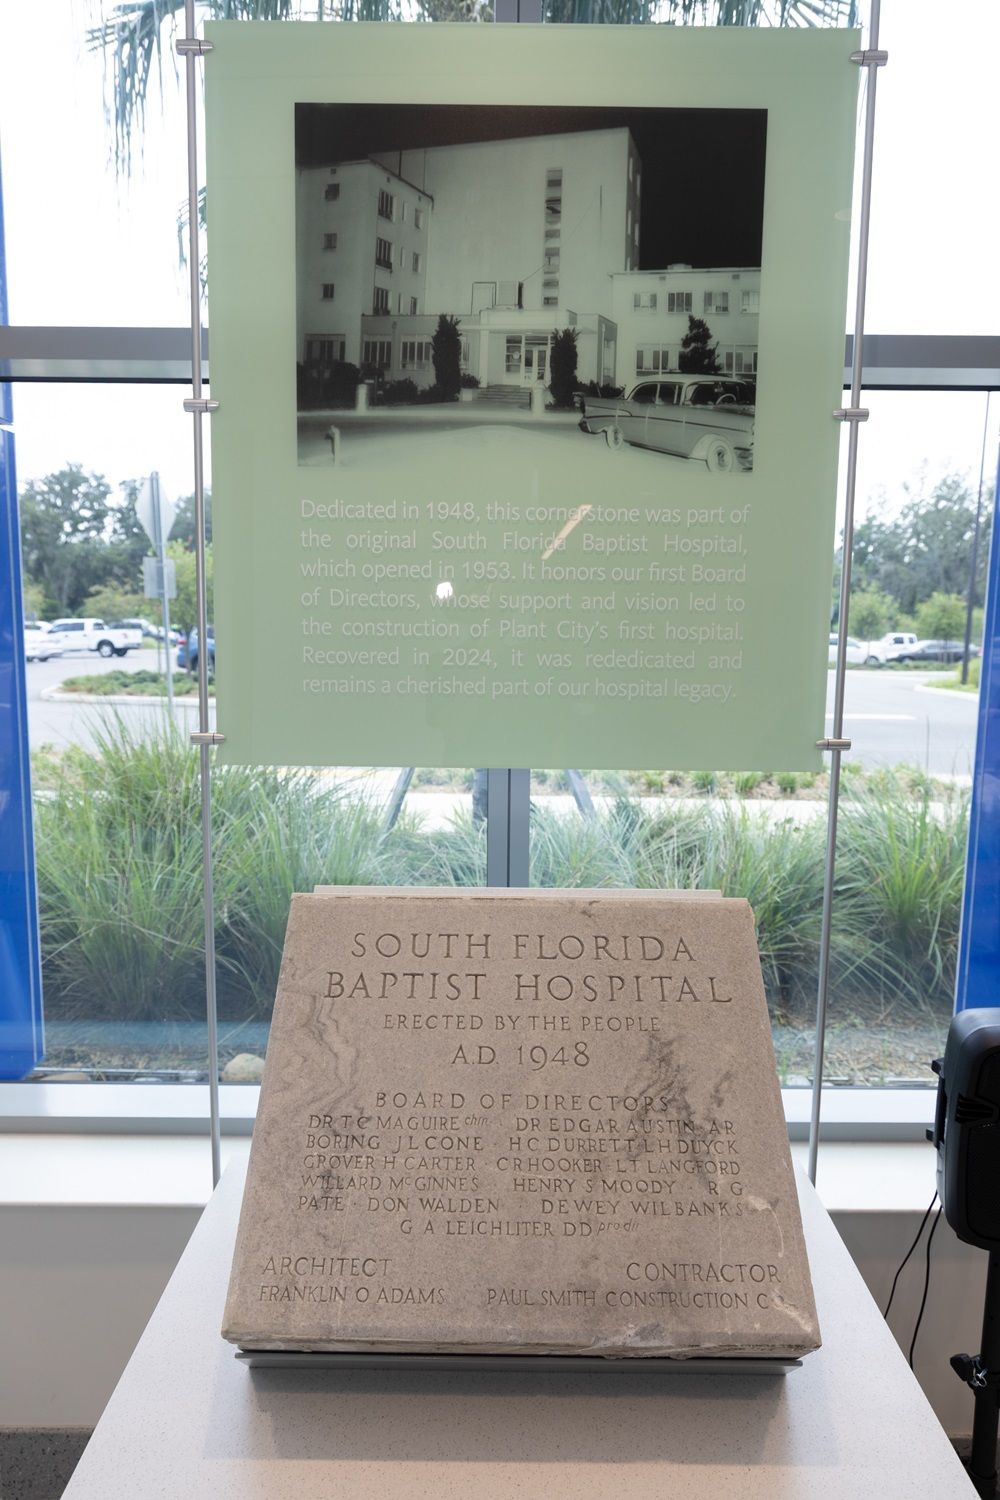 Dedicated in 1948, this cornerstone was part of
the original South Florida Baptist Hospital,
which opened in 1953. It honors our first Board
of Directors, whose support and vision led to
the construction of Plant City's first hospital.
Recovered in 2024, it was rededicated and
remains a cherished part of our hospital legacy.
SOUTH FLORIDA
BAPTIST HOSPITAL
ERECTED BY THE PEOPLE
A.D. 1948
BOARD OF DIRECTORS
DR T C MAGUIRE chm · DR EDGAR AUSTIN · A R
BORING · J L CONE · H C DURRETT · L H DUYCK
GROVER H CARTER · C R HOOKER · L T LANGFORD
WILLARD McGINNES · HENRY S MOODY · R G
PATE · DON WALDEN · DEWEY WILBANKS
G A LEICHLITER DD pro dir
ARCHITECT CONTRACTOR
FRANKLIN O ADAMS PAUL SMITH CONSTRUCTION CO